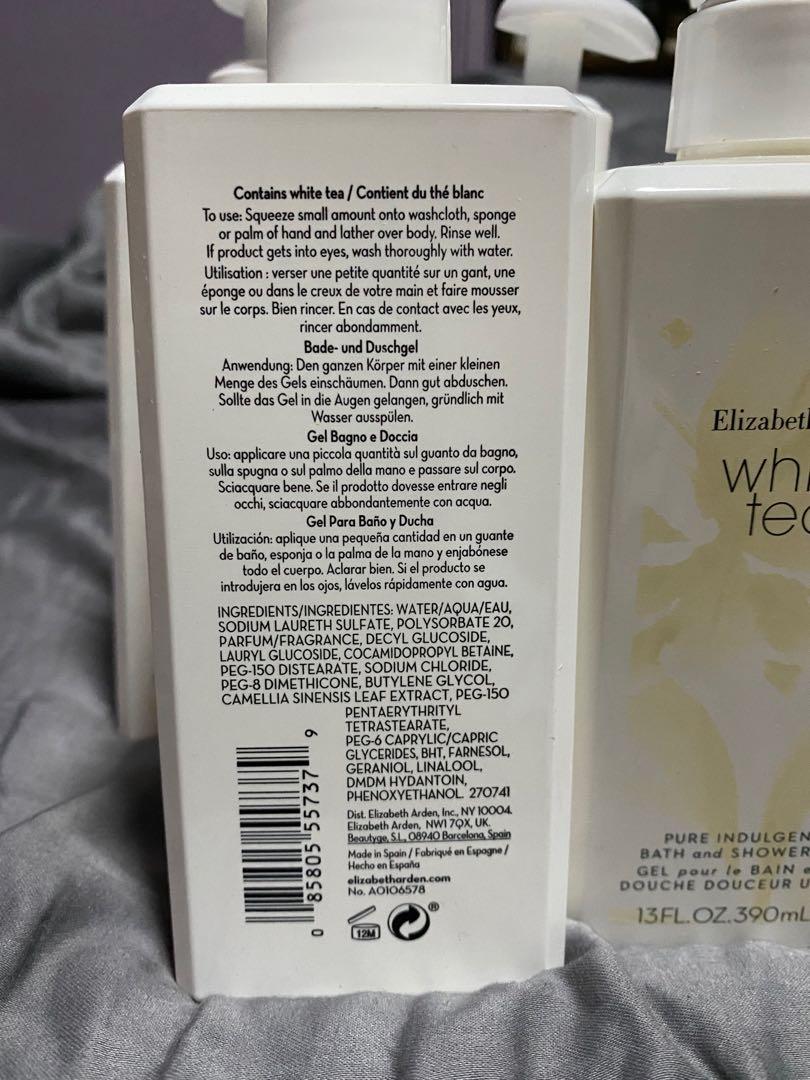 Contains white tea / Contient du thé blanc
To use: Squeeze small amount onto washcloth, sponge
or palm of hand and lather over body. Rinse well.
If product gets into eyes, wash thoroughly with water.
Utilisation : verser une petite quantité sur un gant, une
éponge ou dans le creux de votre main et faire mousser
sur le corps. Bien rincer. En cas de contact avec les yeux,
rincer abondamment.
Bade- und Duschgel
Anwendung: Den ganzen Körper mit einer kleinen
Menge des Gels einschäumen. Dann gut abduschen.
Sollte das Gel in die Augen gelangen, gründlich mit
Wasser ausspülen.
Gel Bagno e Doccia
Uso: applicare una piccola quantità sul guanto da bagno,
sulla spugna o sul palmo della mano e passare sul corpo.
Sciacquare bene. Se il prodotto dovesse entrare negli
occhi, sciacquare abbondantemente con acqua.
Gel Para Baño y Ducha
Utilización: aplique una pequeña cantidad en un guante
de baño, esponja o la palma de la mano y enjabónese
todo el cuerpo. Aclarar bien. Si el producto se
introdujera en los ojos, lávelos rápidamente con agua.
INGREDIENTS/INGREDIENTES: WATER/AQUA/EAU,
SODIUM LAURETH SULFATE, POLYSORBATE 20,
PARFUM/FRAGRANCE, DECYL GLUCOSIDE,
LAURYL GLUCOSIDE, COCAMIDOPROPYL BETAINE,
PEG-150 DISTEARATE, SODIUM CHLORIDE,
PEG-8 DIMETHICONE, BUTYLENE GLYCOL,
CAMELLIA SINENSIS LEAF EXTRACT, PEG-150
PENTAERYTHRITYL
TETRASTEARATE,
PEG-6 CAPRYLIC/CAPRIC
GLYCERIDES, BHT, FARNESOL,
GERANIOL, LINALOOL,
DMDM HYDANTOIN,
PHENOXYETHANOL. 270741
Dist. Elizabeth Arden, Inc., NY 10004.
Elizabeth Arden, NW1 7QX, UK.
Beautyge, S.L., 08940 Barcelona, Spain
Made in Spain / Fabriqué en Espagne /
Hecho en España
elizabetharden.com
No. A0106578
12M
®
0 85805 55737 9
Elizabeth
whi
tea
PURE INDULGEN
BATH and SHOWER
GEL pour le BAIN e
DOUCHE DOUCEUR U
13FL.OZ.390mL